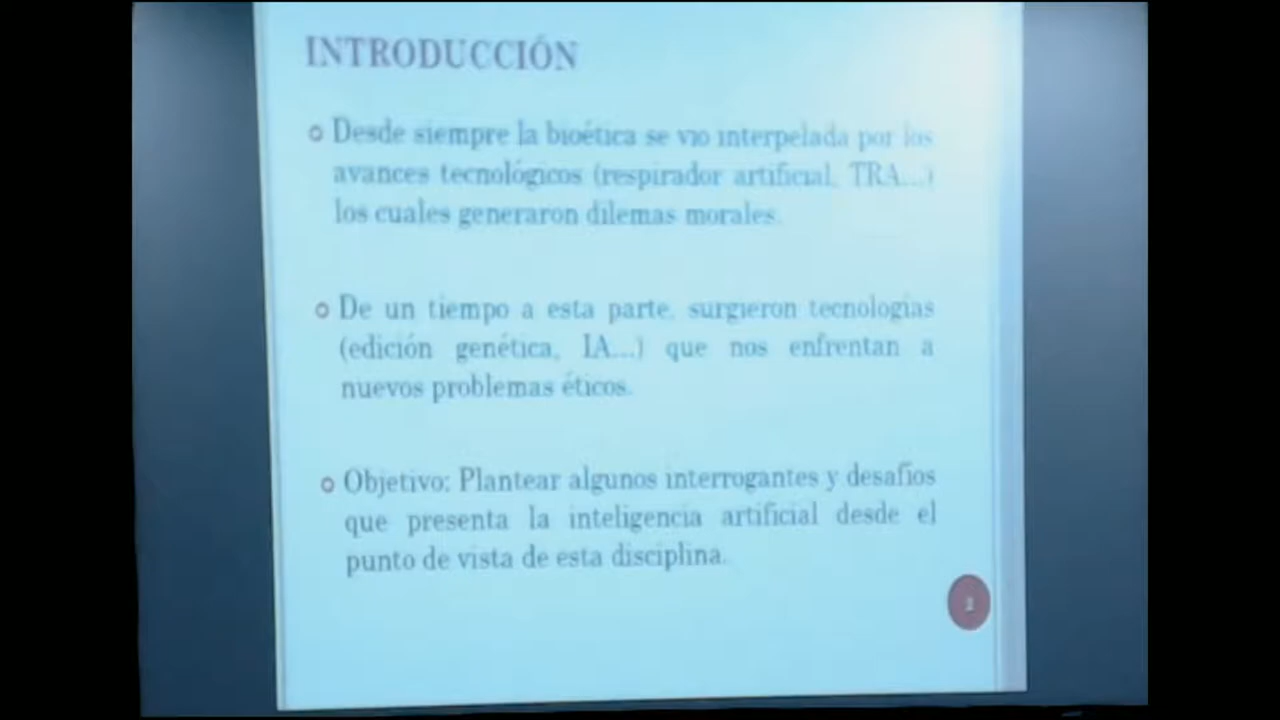 INTRODUCCIÓN
Desde siempre la bioética se vio interpelada por los
avances tecnológicos (respirador artificial, TRA...)
los cuales generaron dilemas morales.
De un tiempo a esta parte, surgieron tecnologías
(edición genética, IA...) que nos enfrentan a
nuevos problemas éticos.
Objetivo: Plantear algunos interrogantes y desafíos
que presenta la inteligencia artificial desde el
punto de vista de esta disciplina.
2